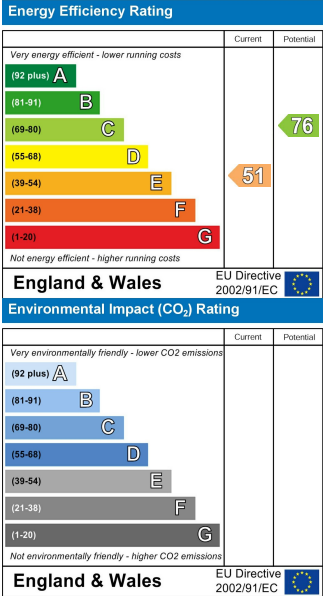 Energy Efficiency Rating
Current Potential
Very energy efficient - lower running costs
(92 plus) A
(81-91) B
(69-80) C
(55-68) D
(39-54) E
(21-38) F
(1-20) G
76
51
Not energy efficient - higher running costs
England & Wales
EU Directive
2002/91/EC
Environmental Impact (CO₂) Rating
Current Potential
Very environmentally friendly - lower CO2 emissions
(92 plus) A
(81-91) B
(69-80) C
(55-68) D
(39-54) E
(21-38) F
(1-20) G
Not environmentally friendly - higher CO2 emissions
England & Wales
EU Directive
2002/91/EC